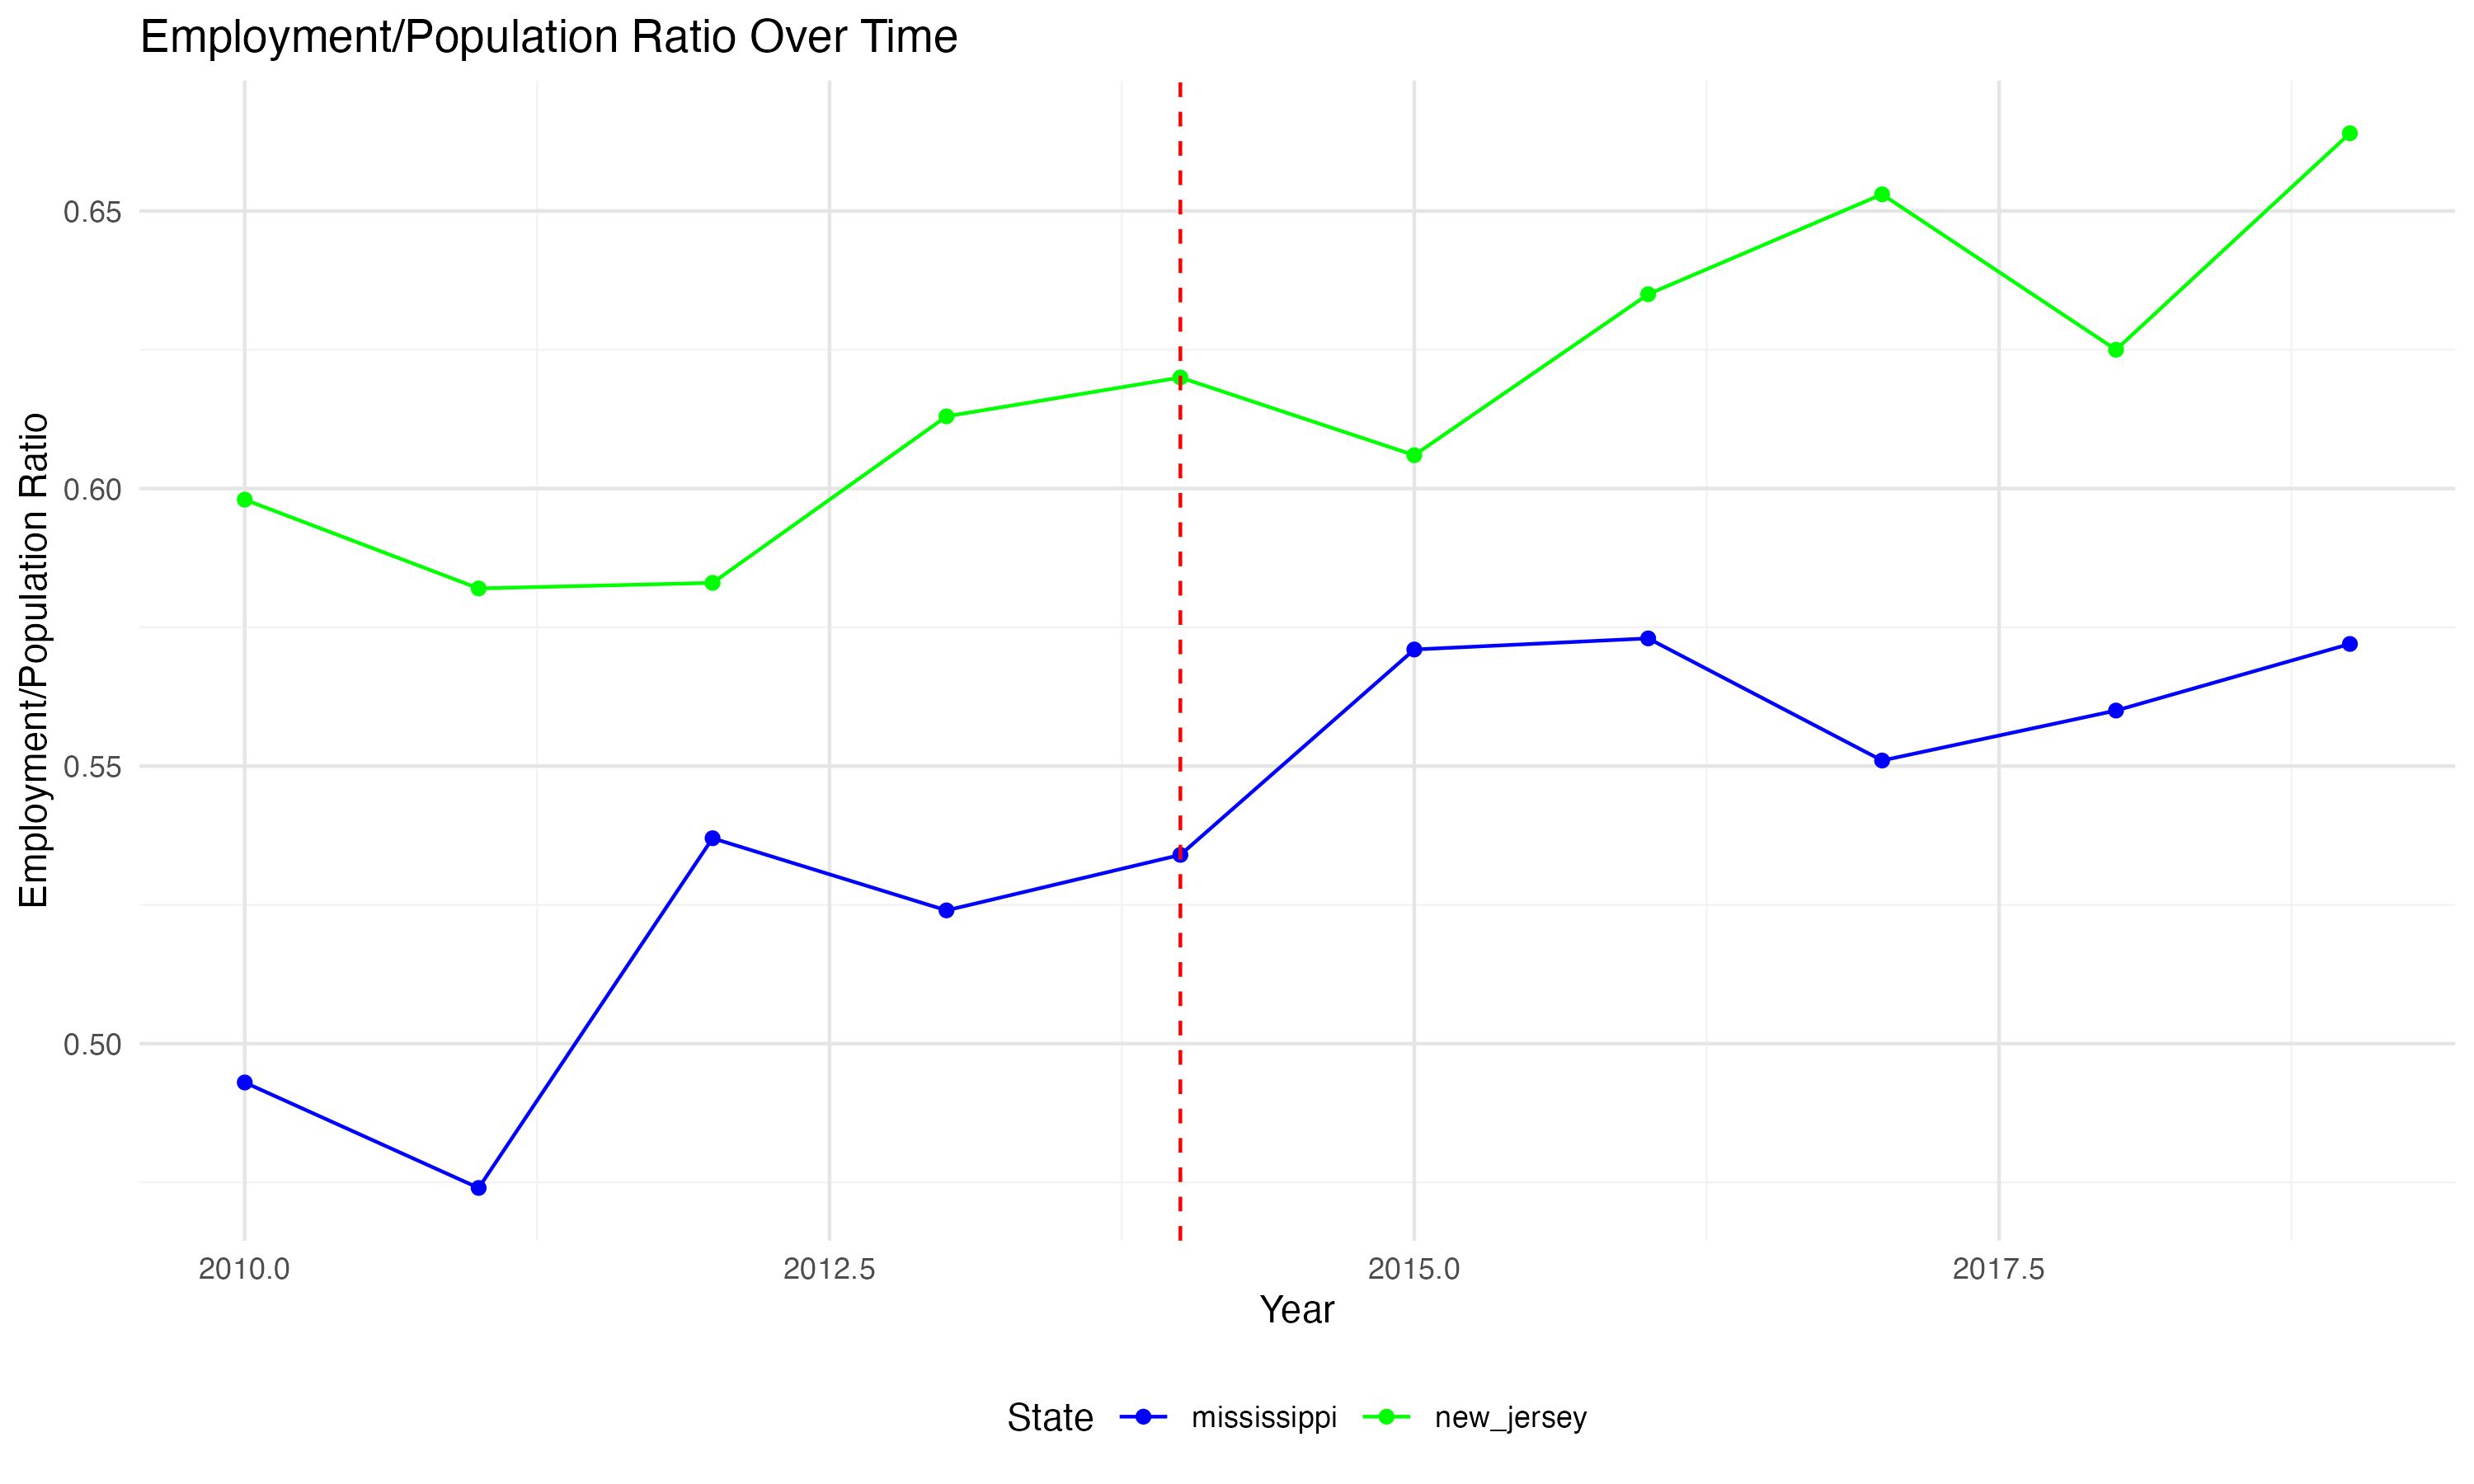 Employment/Population Ratio Over Time
Employment/Population Ratio
0.65
0.60
0.55
0.50
2010.0 2012.5 2015.0 2017.5
Year
State mississippi new_jersey